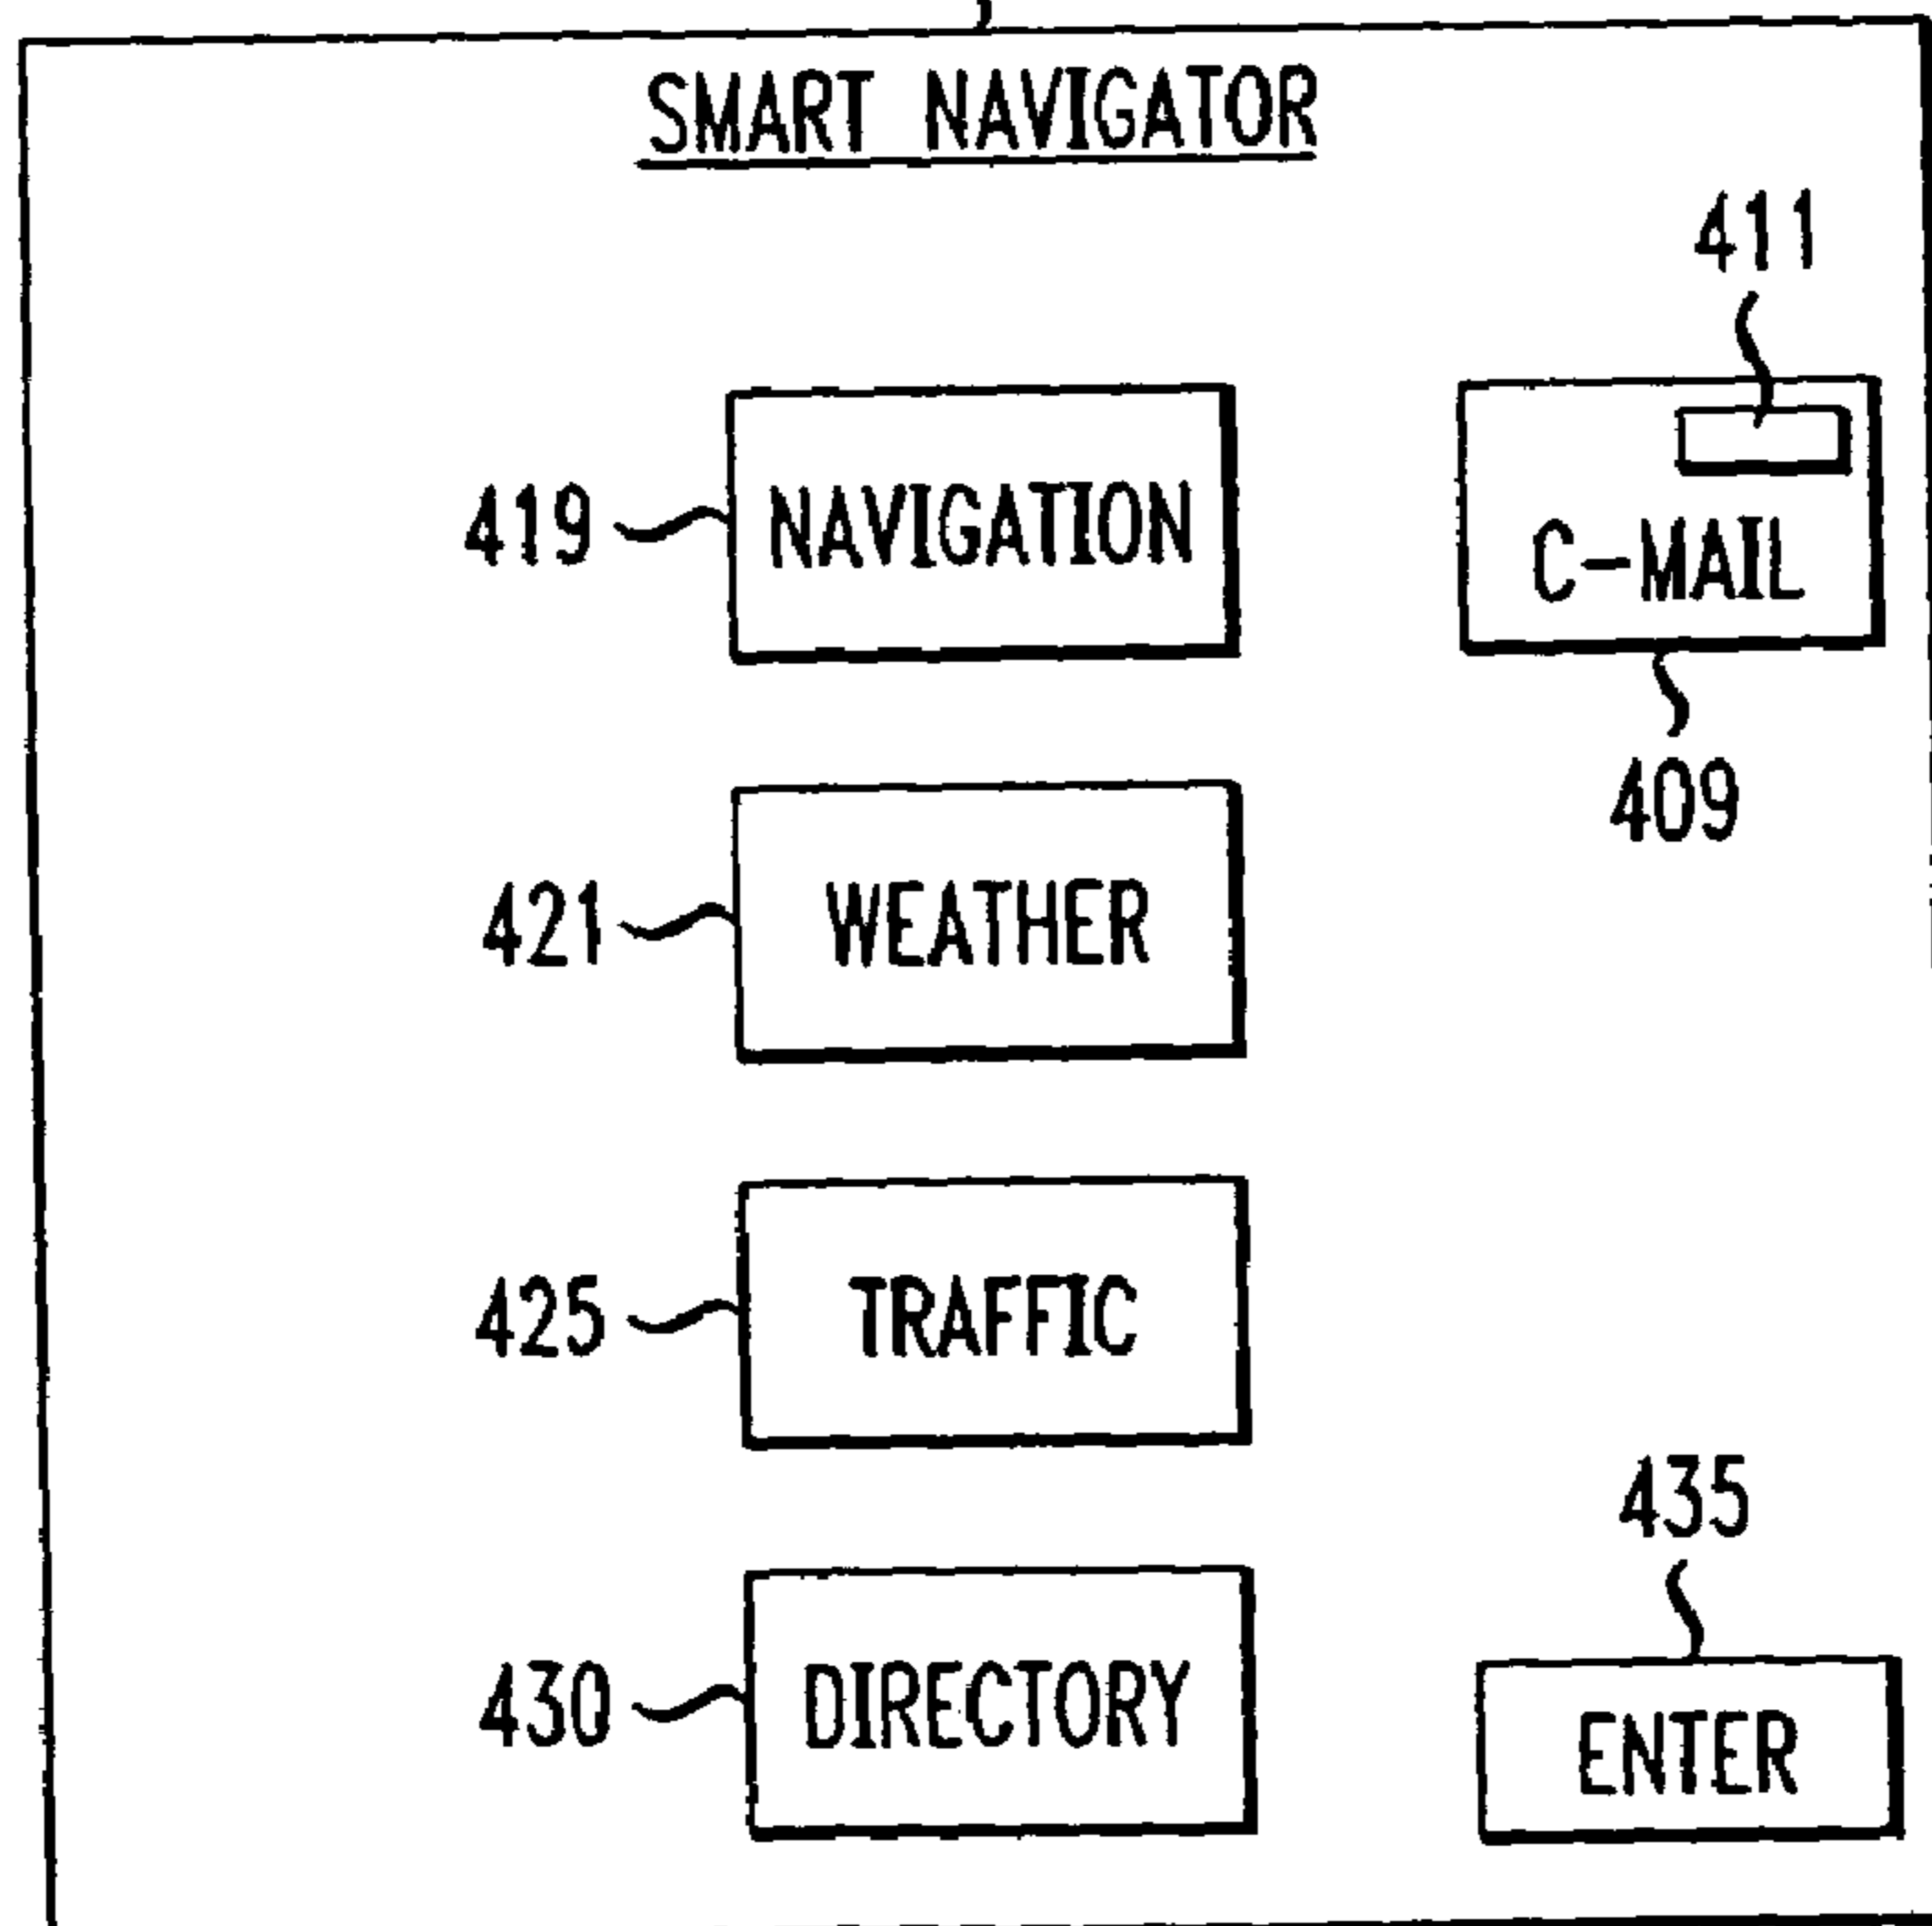 SMART NAVIGATOR
411
419
NAVIGATION
C-MAIL
409
421
WEATHER
425
TRAFFIC
435
430
DIRECTORY
ENTER